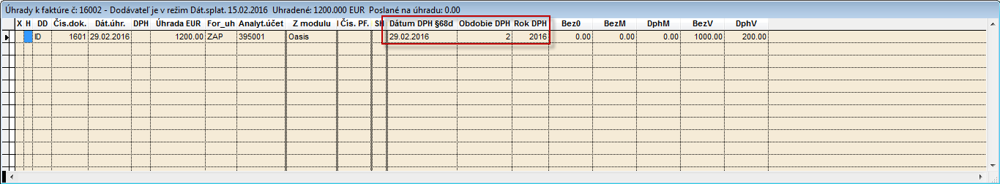 Úhrady k faktúre č: 16002 - Dodávateľ je v režim Dát.splat. 15.02.2016 Uhradené: 1200.000 EUR Poslané na úhradu: 0.00
X H DD Čís.dok. Dát.úhr. DPH Úhrada EUR For_uh Analyt.účet Z modulu I Čís. PF. SH Dátum DPH §68d Obdobie DPH Rok DPH Bez0 BezM DphM BezV DphV
ID 1601 29.02.2016 1200.00 ZAP 395001 Oasis 29.02.2016 2 2016 0.00 0.00 0.00 1000.00 200.00